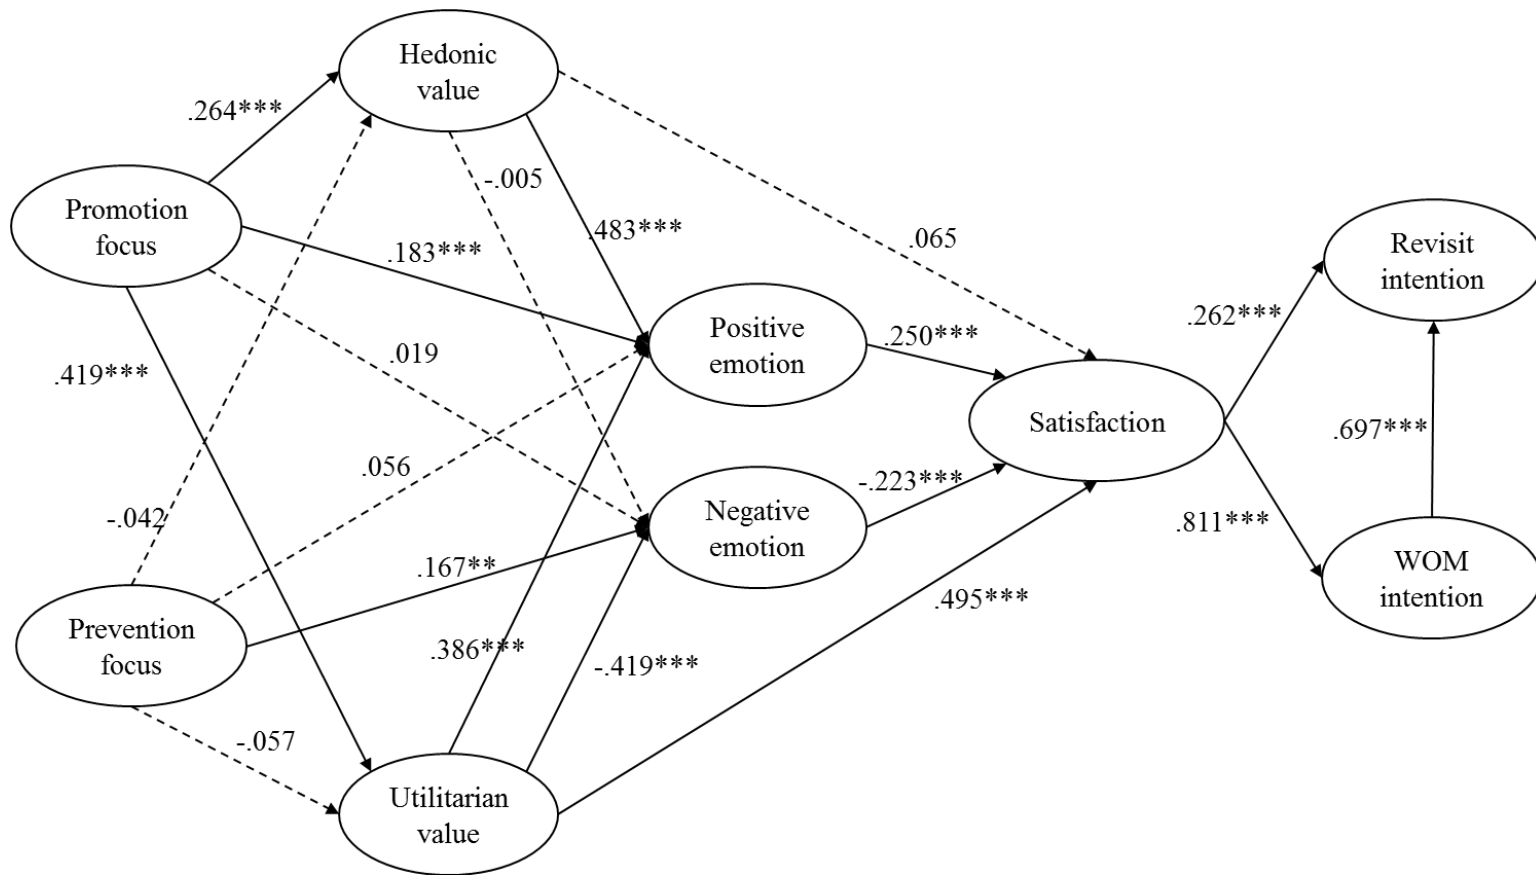 Hedonic
value
.264***
-.005
Promotion
focus
.183***
.483***
.065
Revisit
intention
.262***
Positive
emotion
.250***
.019
.419***
Satisfaction
.697***
.056
-.042
Negative
emotion
-.223***
.811***
WOM
intention
.167**
.495***
Prevention
focus
.386***
-.419***
-.057
Utilitarian
value